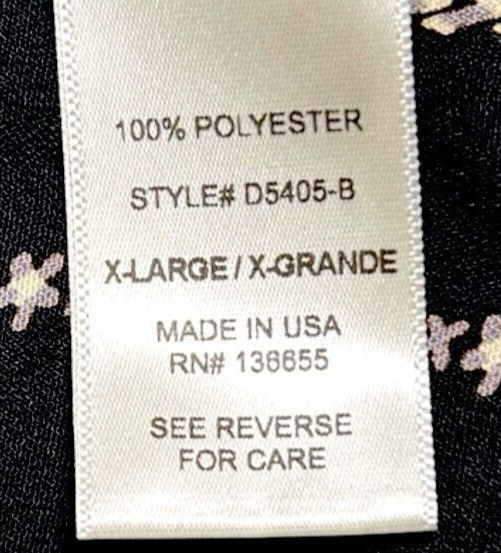 100% POLYESTER
STYLE# D5405-B
X-LARGE / X-GRANDE
MADE IN USA
RN# 136655
SEE REVERSE
FOR CARE